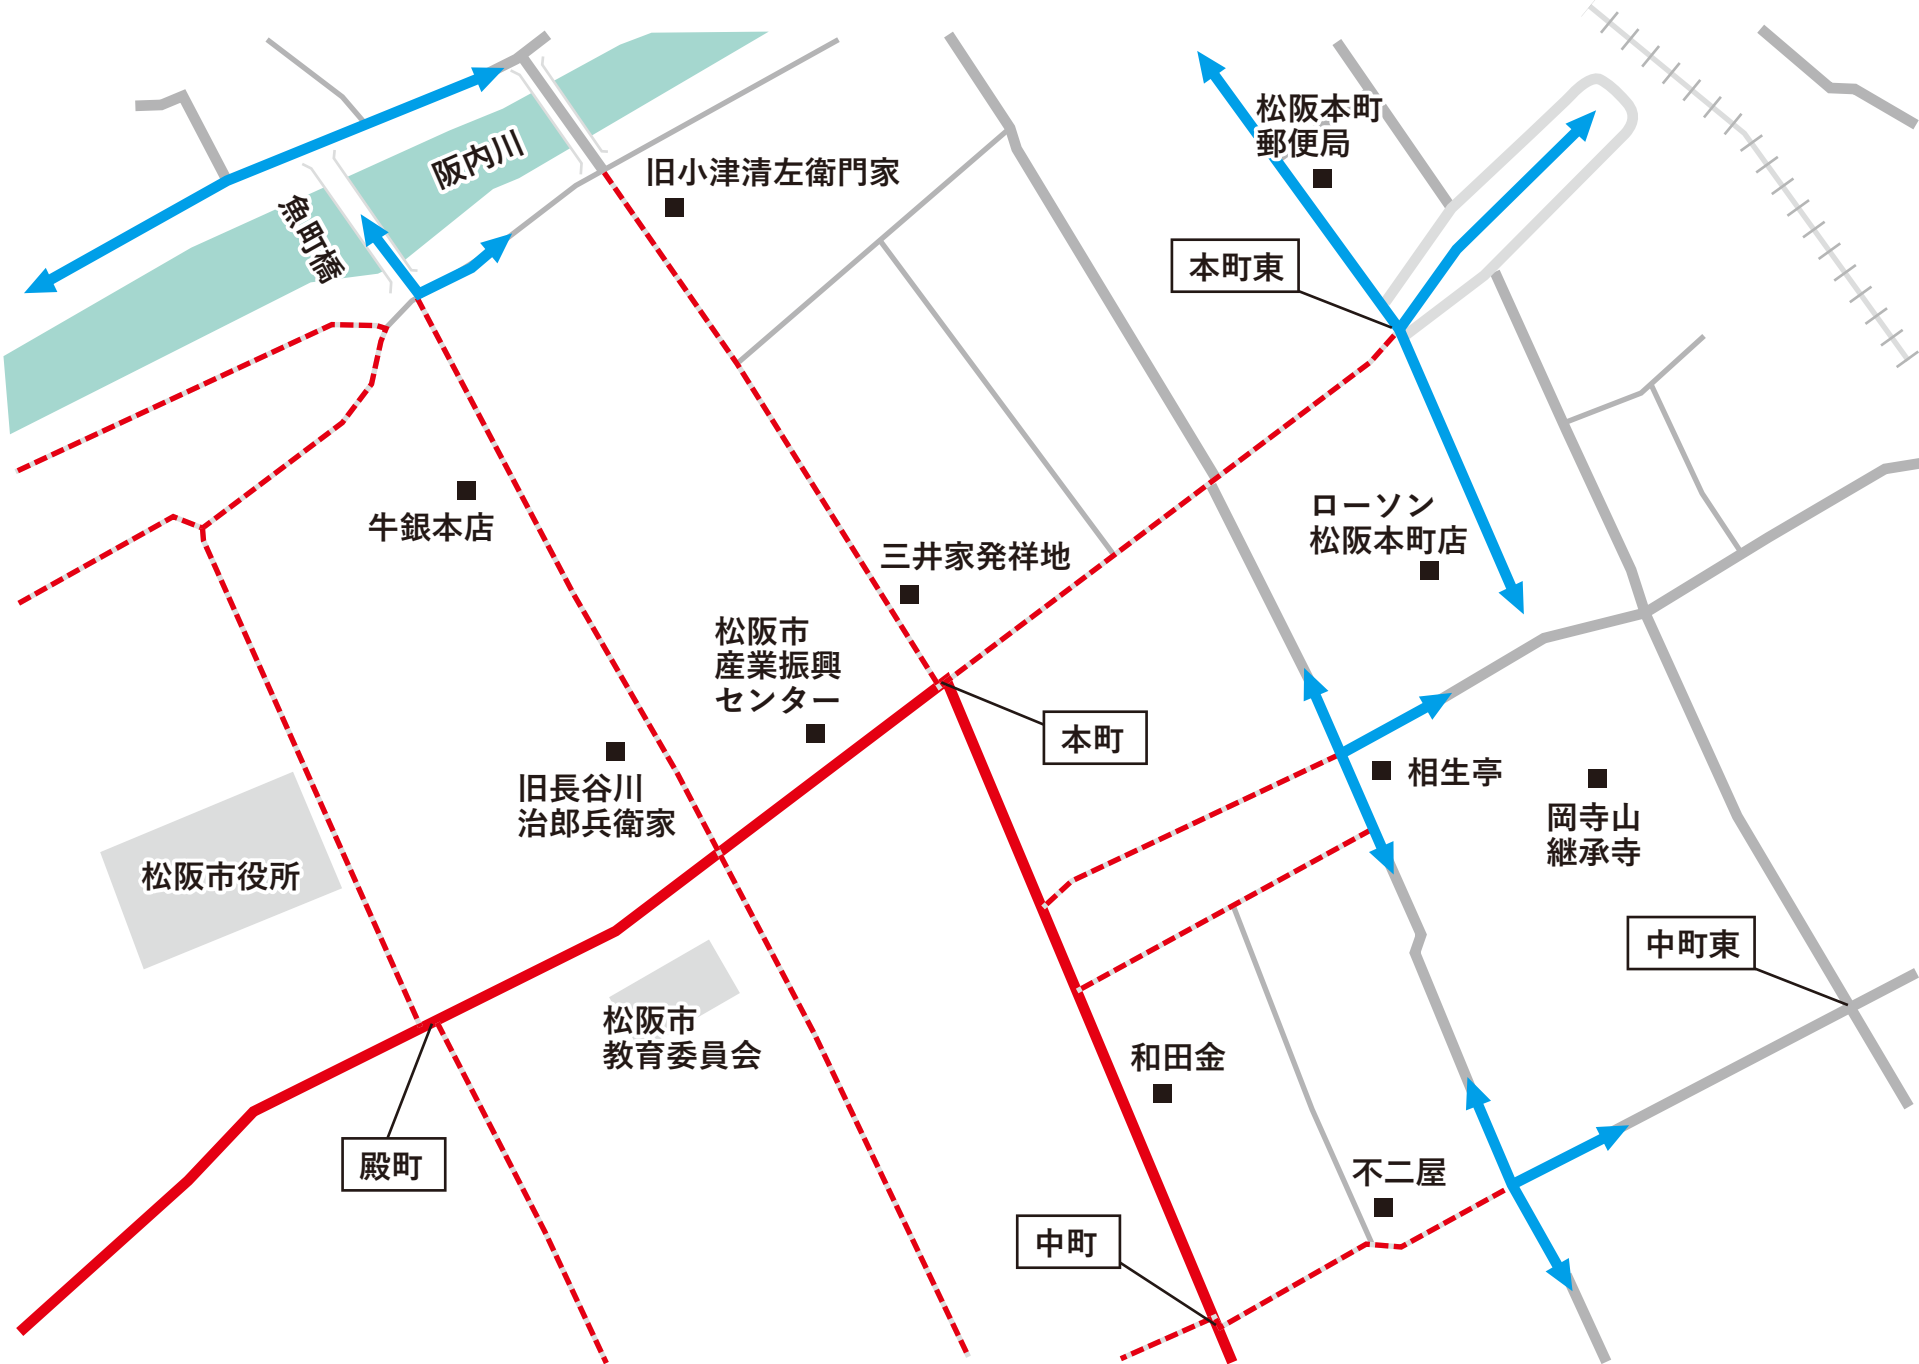 松阪本町
郵便局
阪内川
魚町橋
旧小津清左衛門家
本町東
牛銀本店
ローソン
松阪本町店
三井家発祥地
松阪市
産業振興
センター
本町
旧長谷川
治郎兵衛家
相生亭
岡寺山
継承寺
松阪市役所
中町東
松阪市
教育委員会
和田金
殿町
不二屋
中町